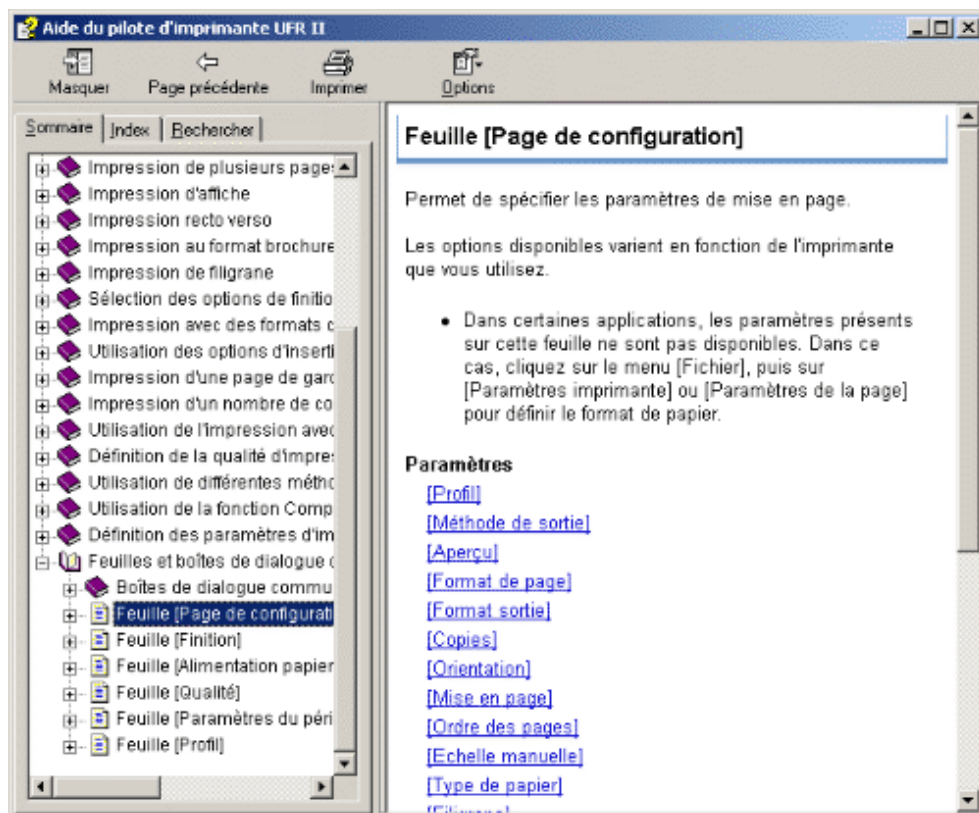 Aide du pilote d'imprimante UFR II
Masquer Page précédente Imprimer Options
Sommaire Index Rechercher
Impression de plusieurs page
Impression d'affiche
Impression recto verso
Impression au format brochure
Impression de filigrane
Sélection des options de finitio
Impression avec des formats
Utilisation des options d'inserti
Impression d'une page de gard
Impression d'un nombre de co
Utilisation de l'impression avec
Définition de la qualité d'impres
Utilisation de différentes métho
Utilisation de la fonction Comp
Définition des paramètres d'im
Feuilles et boîtes de dialogue
Boîtes de dialogue commu
Feuille [Page de configurati
Feuille [Finition]
Feuille [Alimentation papier
Feuille [Qualité]
Feuille [Paramètres du péri
Feuille [Profil]
Feuille [Page de configuration]
Permet de spécifier les paramètres de mise en page.
Les options disponibles varient en fonction de l'imprimante
que vous utilisez.
• Dans certaines applications, les paramètres présents
sur cette feuille ne sont pas disponibles. Dans ce
cas, cliquez sur le menu [Fichier], puis sur
[Paramètres imprimante] ou [Paramètres de la page]
pour définir le format de papier.
Paramètres
[Profil]
[Méthode de sortie]
[Aperçu]
[Format de page]
[Format sortie]
[Copies]
[Orientation]
[Mise en page]
[Ordre des pages]
[Echelle manuelle]
[Type de papier]
[Filigrane]